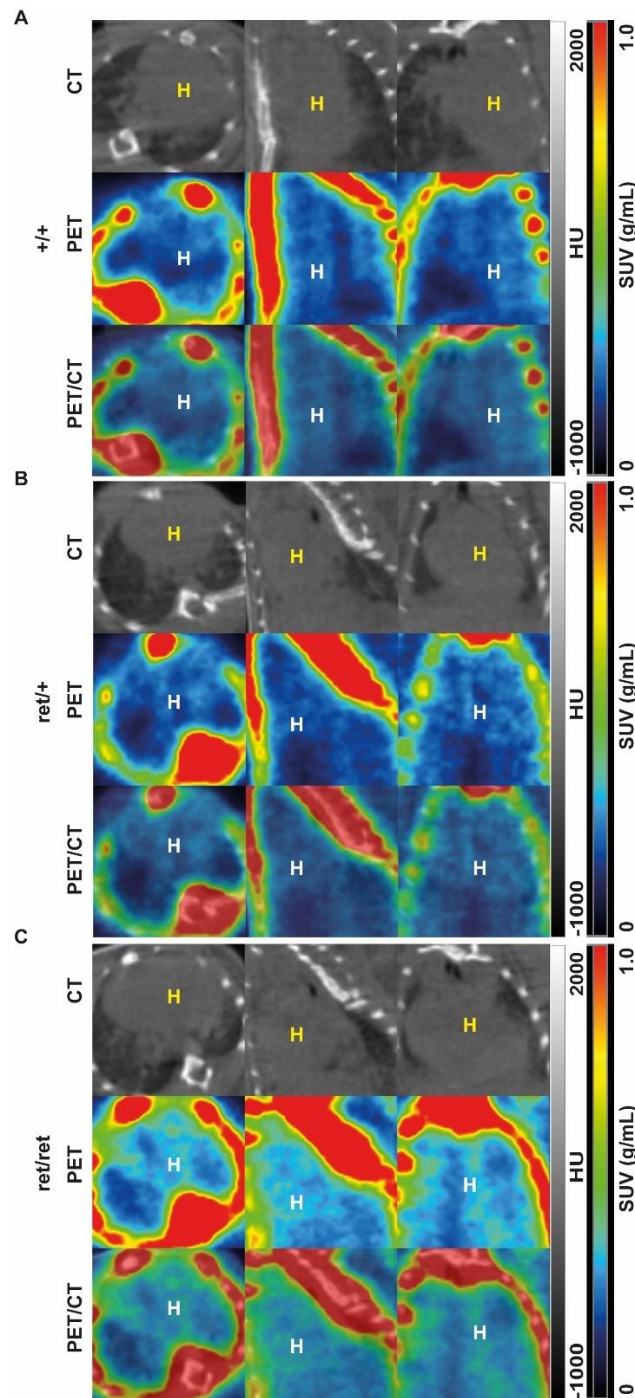 A
CT
H
H
H
2000
1.0
+/+
PET
H
H
H
HU
SUV (g/mL)
PET/CT
H
H
H
-1000
0
B
CT
H
H
H
2000
1.0
ret/+
PET
H
H
H
HU
SUV (g/mL)
PET/CT
H
H
H
-1000
0
C
CT
H
H
H
2000
1.0
ret/ret
PET
H
H
H
HU
SUV (g/mL)
PET/CT
H
H
H
-1000
0